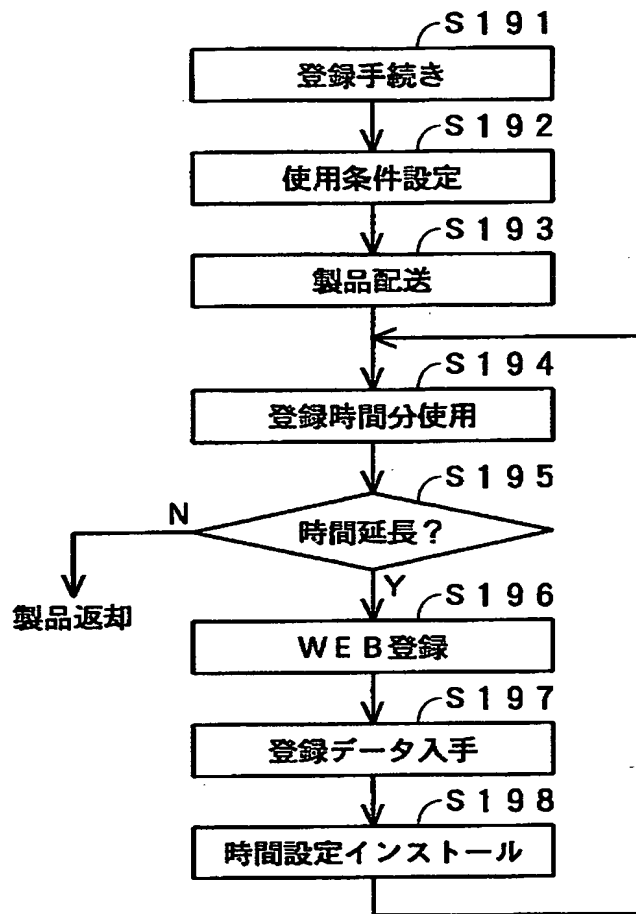 S191
登録手続き
S192
使用条件設定
S193
製品配送
S194
登録時間分使用
S195
時間延長?
N
製品返却
Y
S196
WEB登録
S197
登録データ入手
S198
時間設定インストール